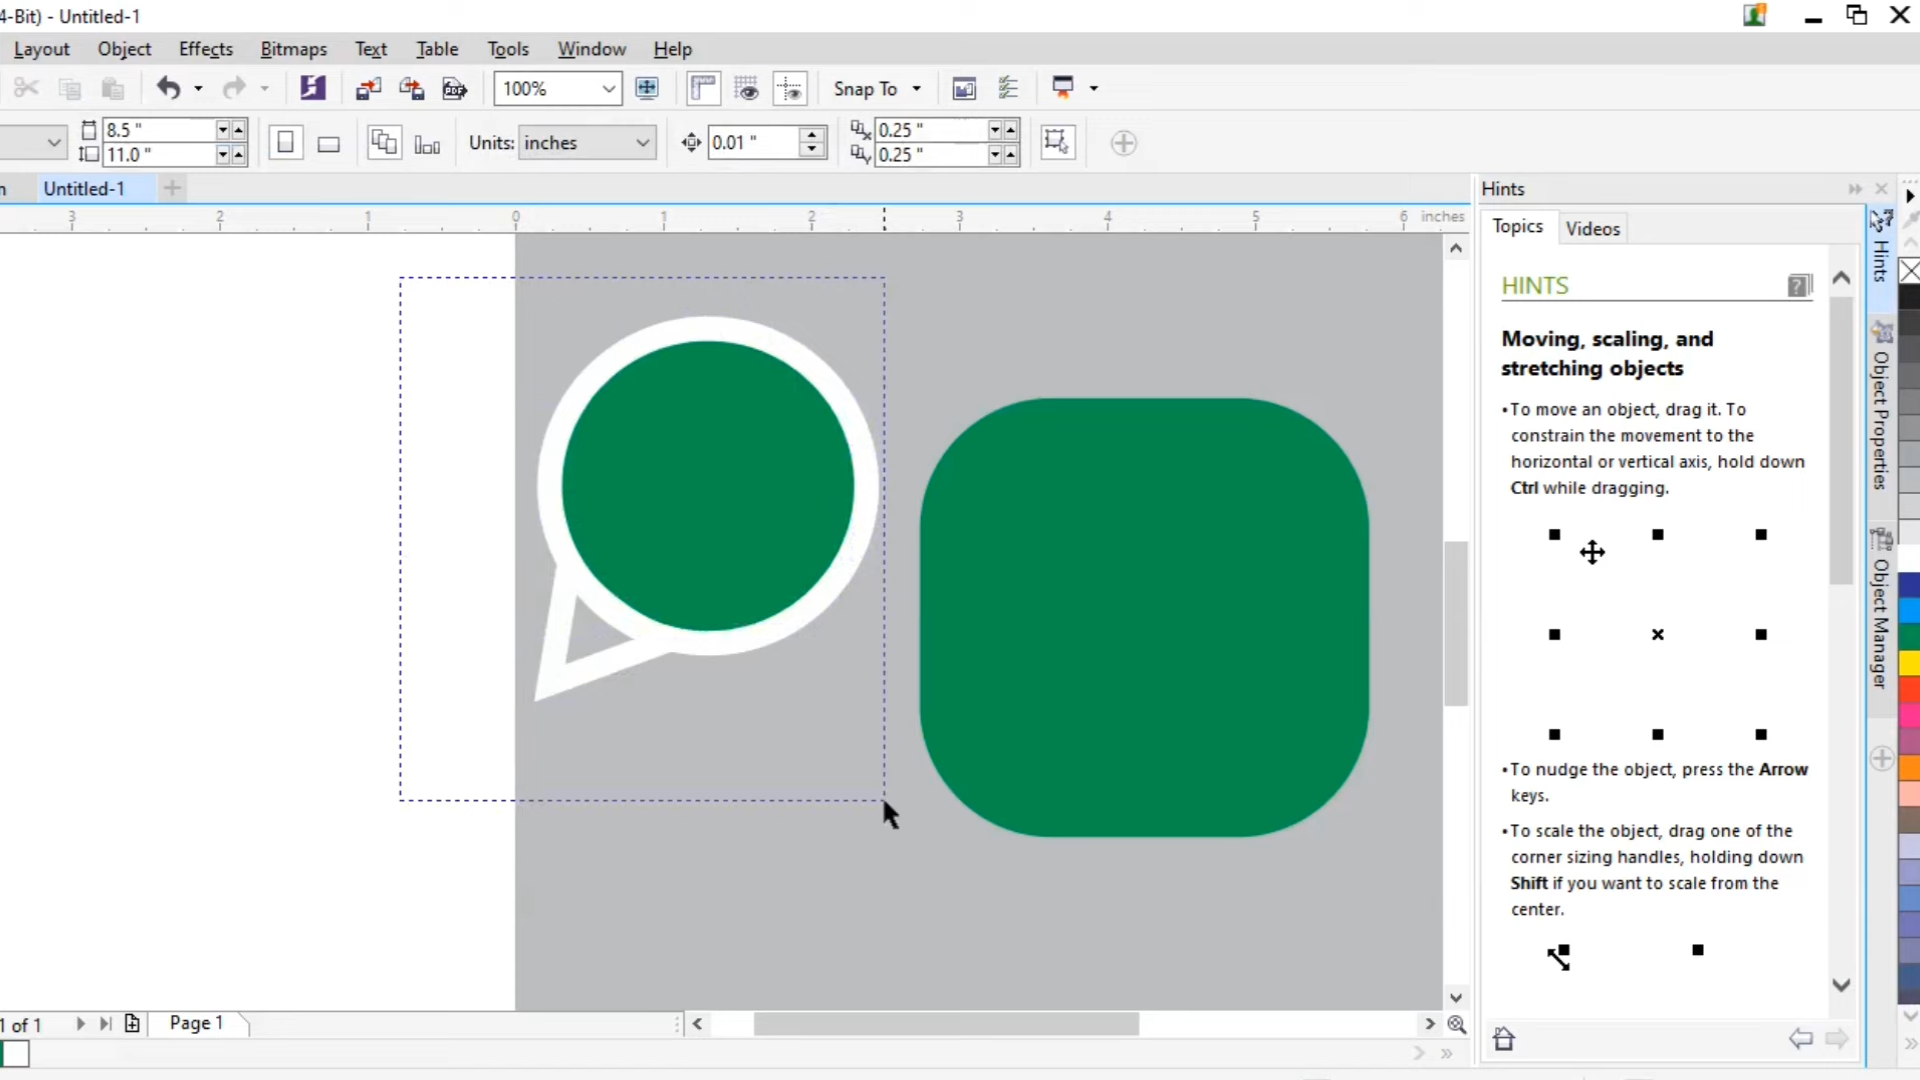 4-Bit) - Untitled-1
Layout Object Effects Bitmaps Text Table Tools Window Help
PDF 100% Snap To
8.5 "
11.0 "
Units: inches 0.01 "
0.25 "
0.25 "
Untitled-1
3 2 1 0 1 2 3 4 5 6 inches
Hints
Topics Videos
HINTS
Moving, scaling, and
stretching objects
•To move an object, drag it. To
constrain the movement to the
horizontal or vertical axis, hold down
Ctrl while dragging.
•To nudge the object, press the Arrow
keys.
•To scale the object, drag one of the
corner sizing handles, holding down
Shift if you want to scale from the
center.
Hints
Object Properties
Object Manager
1 of 1 Page 1